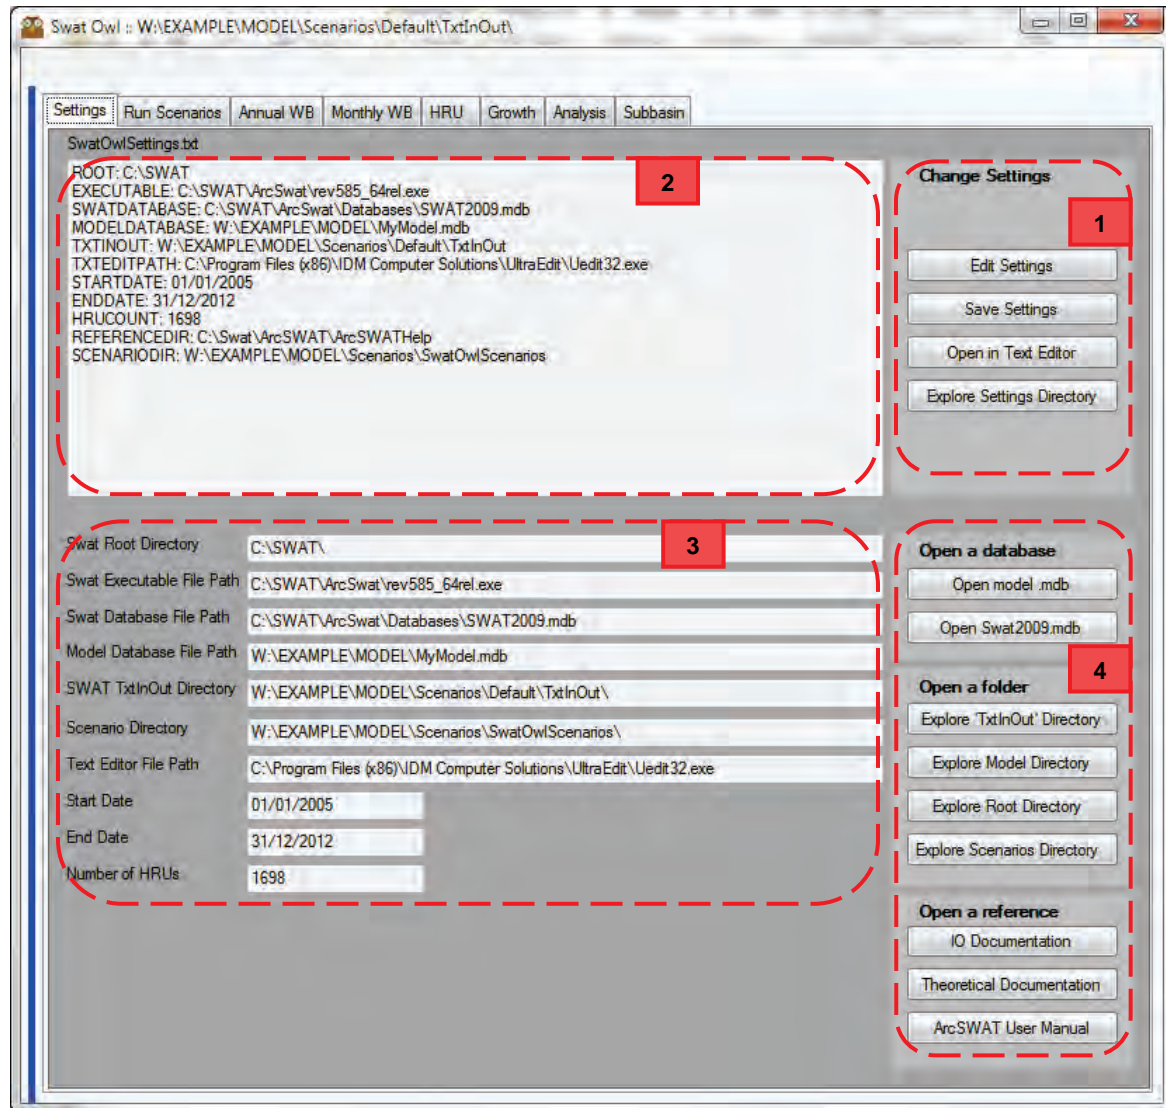 Swat Owl :: W:\EXAMPLE\MODEL\Scenarios\Default\TxtInOut\
Settings Run Scenarios Annual WB Monthly WB HRU Growth Analysis Subbasin
SwatOwlSettings.txt
ROOT: C:\SWAT
EXECUTABLE: C:\SWAT\ArcSwat\rev585_64rel.exe
SWATDATABASE: C:\SWAT\ArcSwat\Databases\SWAT2009.mdb
MODELDATABASE: W:\EXAMPLE\MODEL\MyModel.mdb
TXTINOUT: W:\EXAMPLE\MODEL\Scenarios\Default\TxtInOut
TXTEDITPATH: C:\Program Files (x86)\IDM Computer Solutions\UltraEdit\Uedit32.exe
STARTDATE: 01/01/2005
ENDDATE: 31/12/2012
HRUCOUNT: 1698
REFERENCEDIR: C:\Swat\ArcSWAT\ArcSWATHelp
SCENARIODIR: W:\EXAMPLE\MODEL\Scenarios\SwatOwlScenarios
2
Change Settings
1
Edit Settings
Save Settings
Open in Text Editor
Explore Settings Directory
3
Swat Root Directory C:\SWAT\
Swat Executable File Path C:\SWAT\ArcSwat\rev585_64rel.exe
Swat Database File Path C:\SWAT\ArcSwat\Databases\SWAT2009.mdb
Model Database File Path W:\EXAMPLE\MODEL\MyModel.mdb
SWAT TxtInOut Directory W:\EXAMPLE\MODEL\Scenarios\Default\TxtInOut\
Scenario Directory W:\EXAMPLE\MODEL\Scenarios\SwatOwlScenarios\
Text Editor File Path C:\Program Files (x86)\IDM Computer Solutions\UltraEdit\Uedit32.exe
Start Date 01/01/2005
End Date 31/12/2012
Number of HRUs 1698
Open a database
Open model .mdb
Open Swat2009.mdb
4
Open a folder
Explore 'TxtInOut' Directory
Explore Model Directory
Explore Root Directory
Explore Scenarios Directory
Open a reference
IO Documentation
Theoretical Documentation
ArcSWAT User Manual